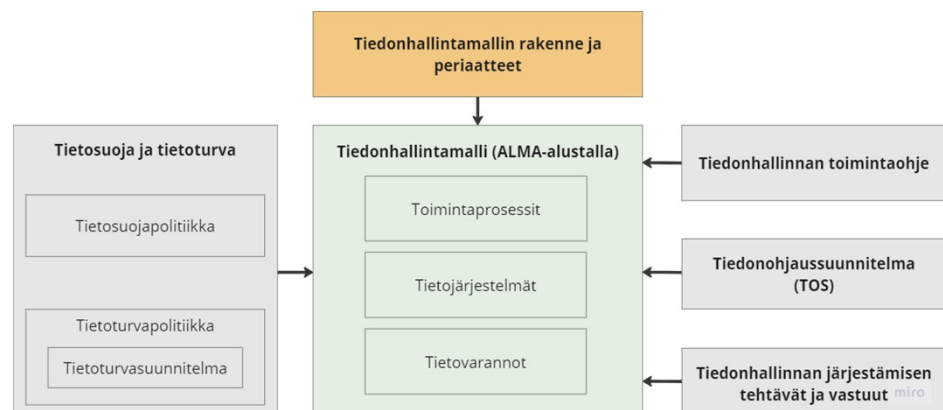 Tiedonhallintamallin rakenne ja
periaatteet
Tietosuoja ja tietoturva
Tietosuojapolitiikka
Tietoturvapolitiikka
Tietoturvasuunnitelma
Tiedonhallintamalli (ALMA-alustalla)
Toimintaprosessit
Tietojärjestelmät
Tietovarannot
Tiedonhallinnan toimintaohje
Tiedonohjaussuunnitelma
(TOS)
Tiedonhallinnan järjestämisen
tehtävät ja vastuut
miro